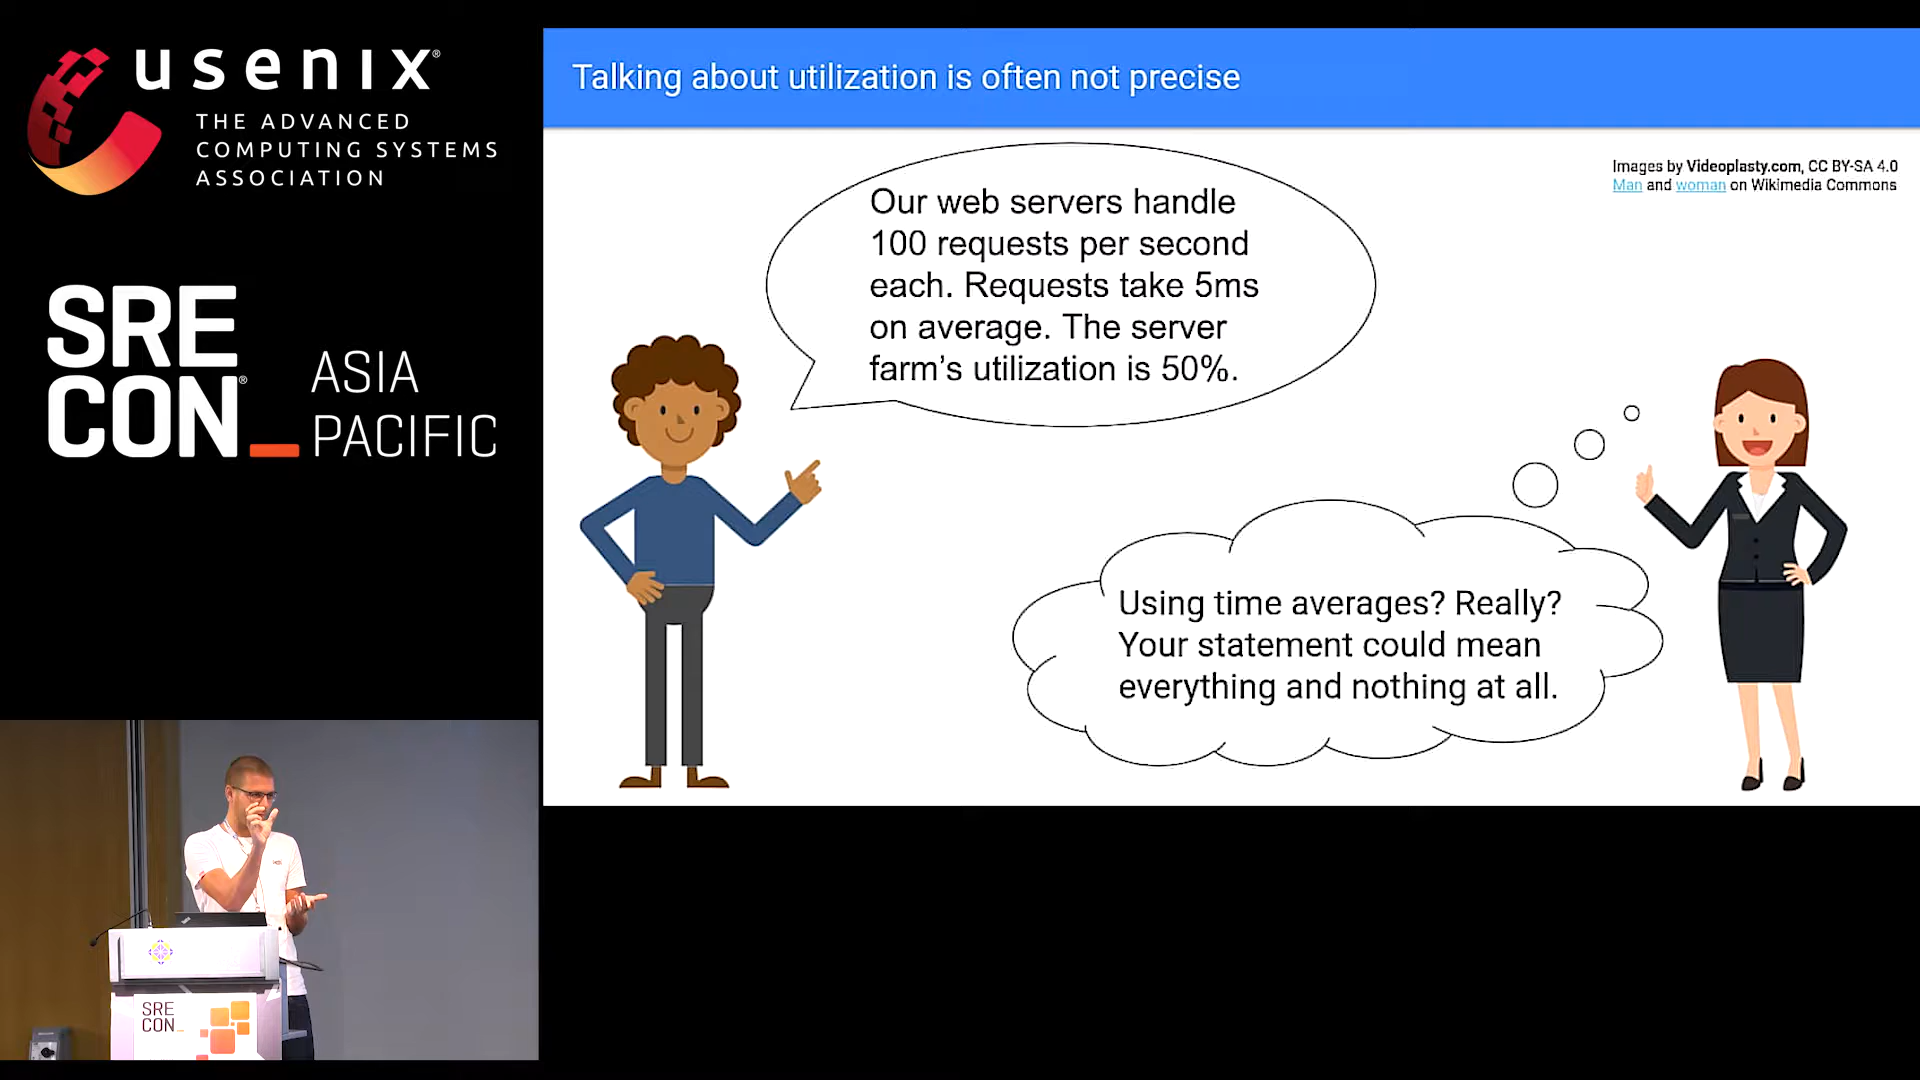 usenix®
THE ADVANCED
COMPUTING SYSTEMS
ASSOCIATION
SRE
CON®_
ASIA
PACIFIC
Talking about utilization is often not precise
Images by Videoplasty.com, CC BY-SA 4.0
Man and woman on Wikimedia Commons
Our web servers handle
100 requests per second
each. Requests take 5ms
on average. The server
farm’s utilization is 50%.
Using time averages? Really?
Your statement could mean
everything and nothing at all.
SRE
CON_